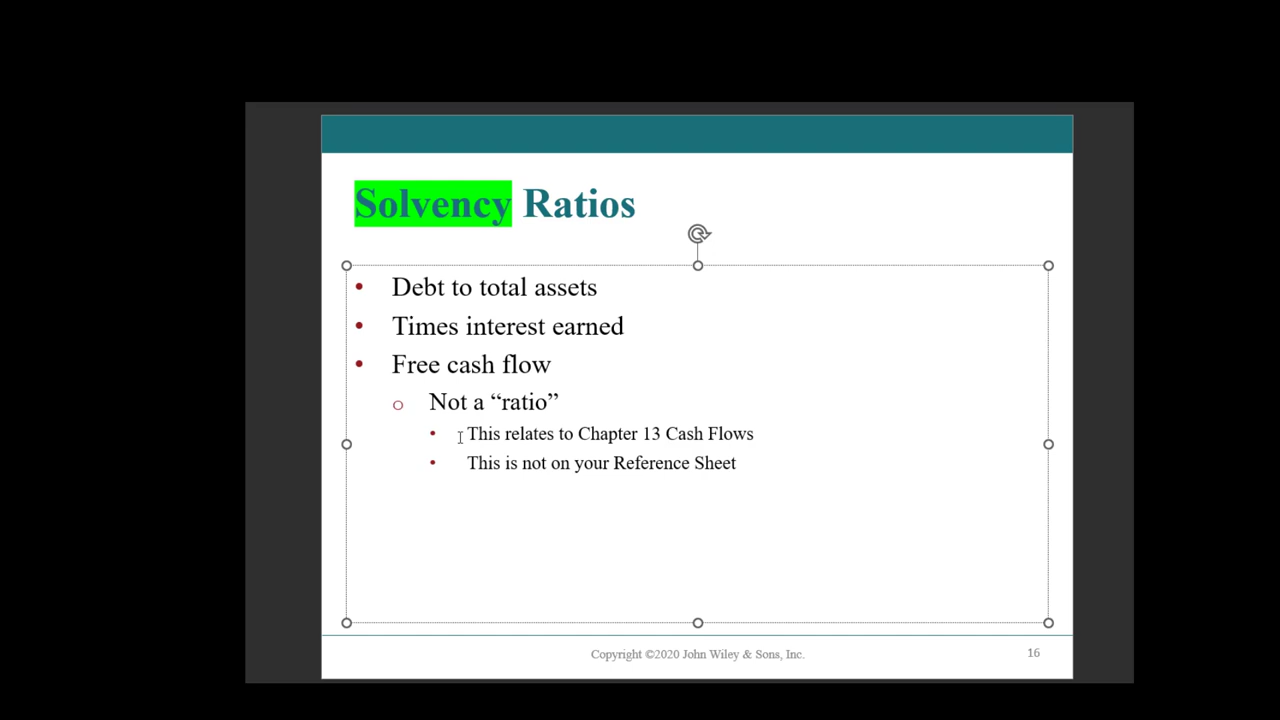 Solvency Ratios
• Debt to total assets
• Times interest earned
• Free cash flow
o Not a “ratio”
• This relates to Chapter 13 Cash Flows
• This is not on your Reference Sheet
Copyright ©2020 John Wiley & Sons, Inc.
16